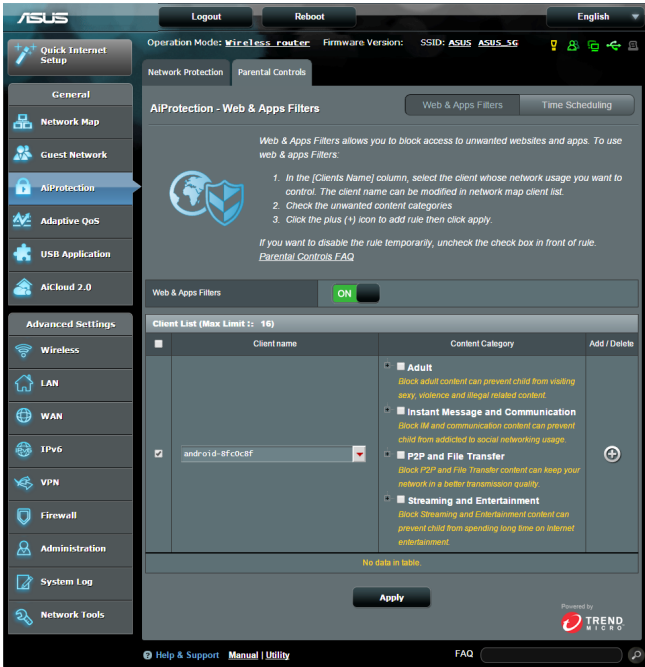 ASUS
Logout
Reboot
English
Quick Internet
Setup
Operation Mode: Wireless router Firmware Version: SSID: ASUS ASUS_5G
Network Protection
Parental Controls
General
Network Map
Guest Network
AiProtection
Adaptive QoS
USB Application
AiCloud 2.0
Advanced Settings
Wireless
LAN
WAN
IPv6
VPN
Firewall
Administration
System Log
Network Tools
AiProtection - Web & Apps Filters
Web & Apps Filters
Time Scheduling
Web & Apps Filters allows you to block access to unwanted websites and apps. To use
web & apps Filters:
1. In the [Clients Name] column, select the client whose network usage you want to
control. The client name can be modified in network map client list.
2. Check the unwanted content categories
3. Click the plus (+) icon to add rule then click apply.
If you want to disable the rule temporarily, uncheck the check box in front of rule.
Parental Controls FAQ
Web & Apps Filters
ON
Client List (Max Limit : 16)
Client name
Content Category
Add / Delete
android-8fc0c8f
Adult
Block adult content can prevent child from visiting
sexy, violence and illegal related content.
Instant Message and Communication
Block IM and communication content can prevent
child from addicted to social networking usage.
P2P and File Transfer
Block P2P and File Transfer content can keep your
network in a better transmission quality.
Streaming and Entertainment
Block Streaming and Entertainment content can
prevent child from spending long time on Internet
entertainment.
No data in table.
Apply
Powered by
TREND
MICRO
Help & Support Manual | Utility
FAQ